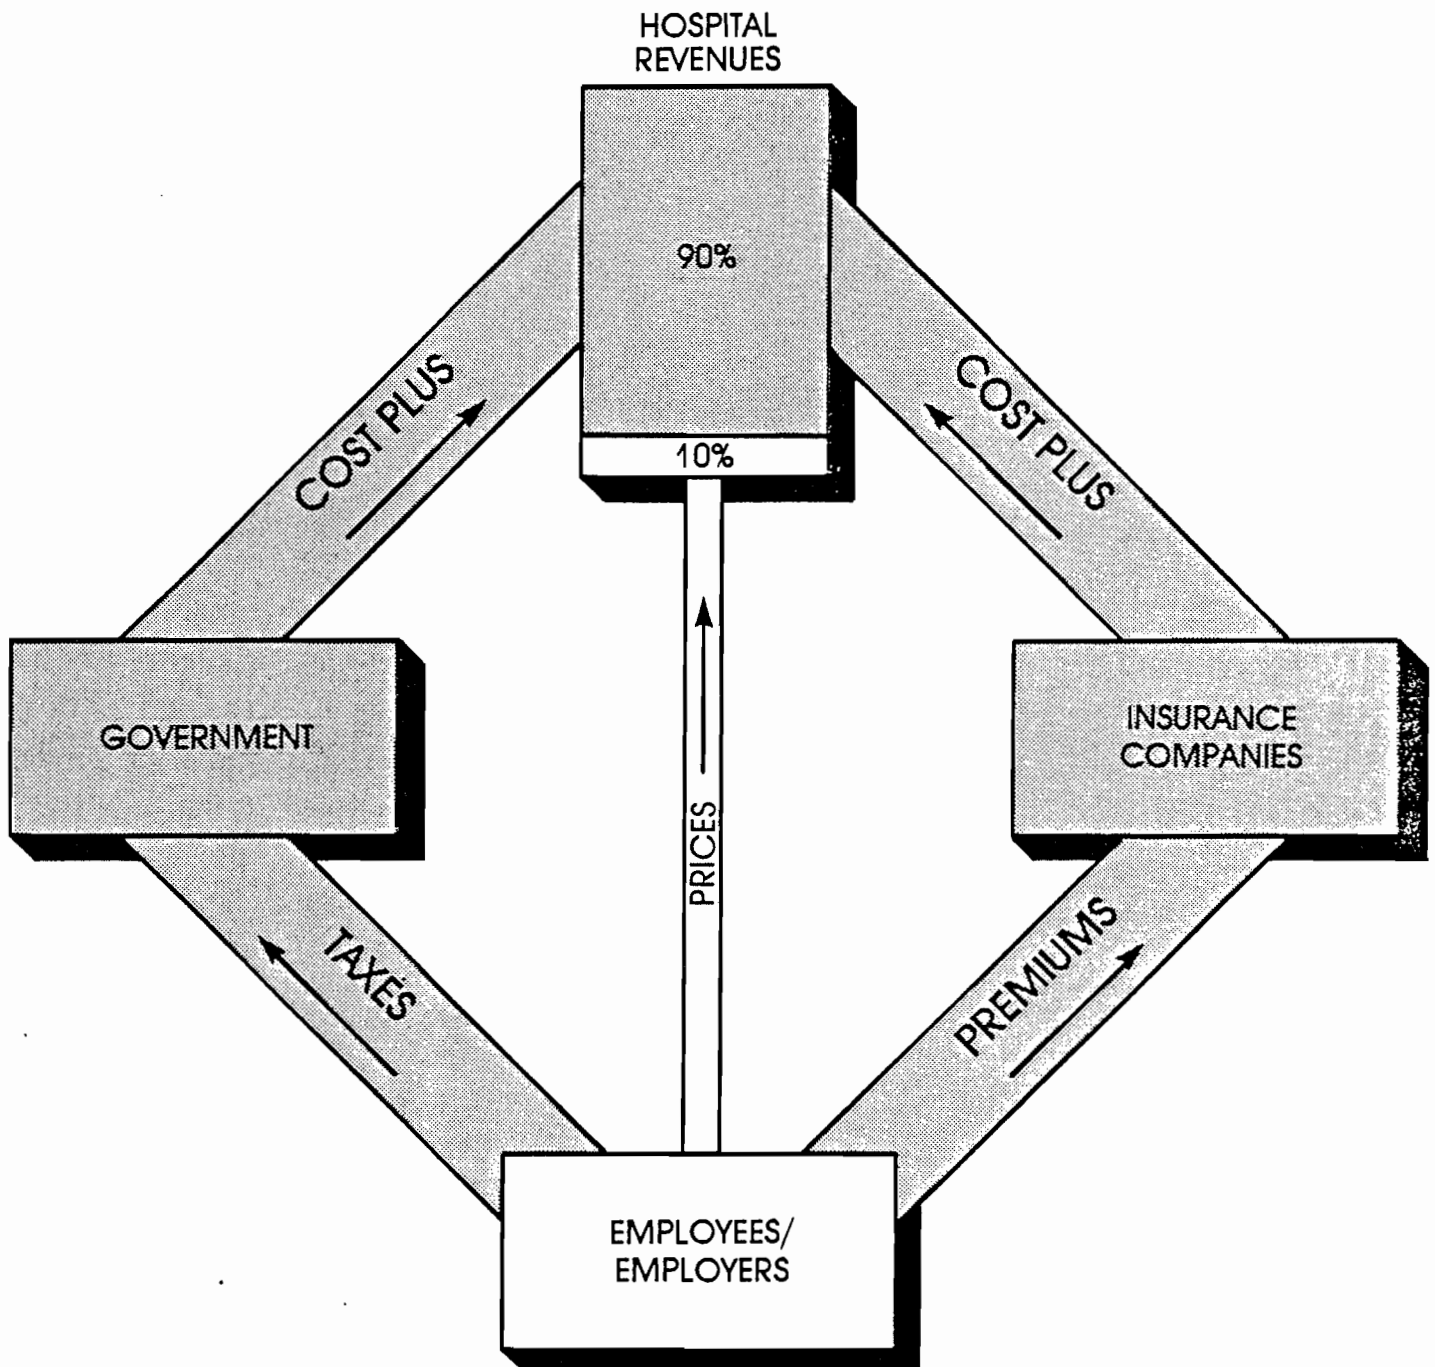 HOSPITAL
REVENUES
90%
10%
COST PLUS
COST PLUS
GOVERNMENT
INSURANCE
COMPANIES
PRICES
TAXES
PREMIUMS
EMPLOYEES/
EMPLOYERS